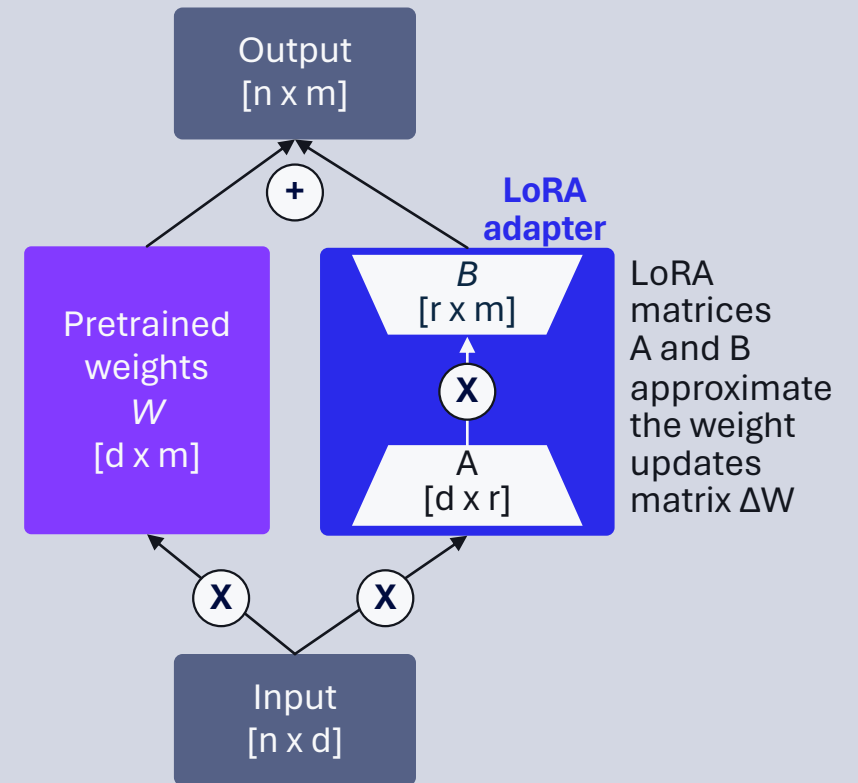 Output
[n x m]
+
LoRA
adapter
Pretrained
weights
W
[d x m]
B
[r x m]
X
A
[d x r]
LoRA
matrices
A and B
approximate
the weight
updates
matrix ΔW
X
X
Input
[n x d]